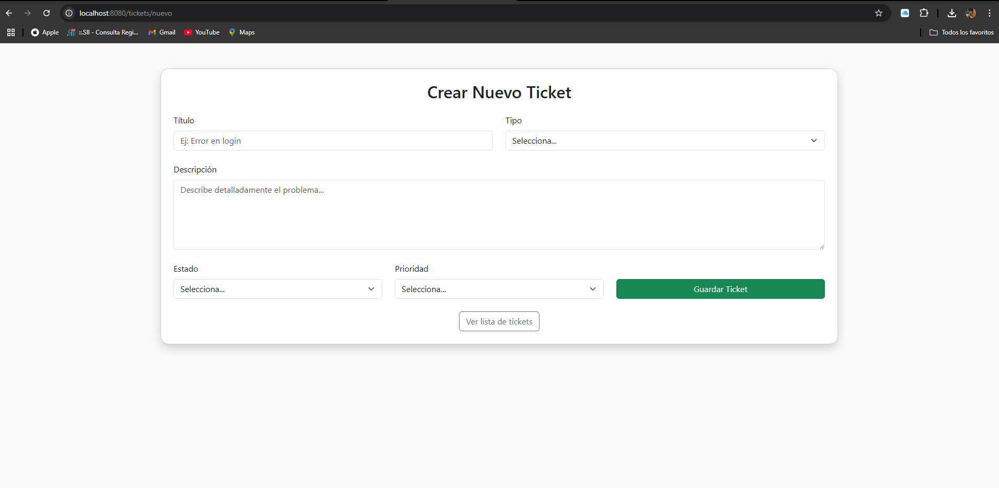 localhost:8080/tickets/nuevo
Apple ::.SII - Consulta Regi... Gmail YouTube Maps Todos los favoritos
Crear Nuevo Ticket
Título Tipo
Ej: Error en login Selecciona...
Descripción
Describe detalladamente el problema...
Estado Prioridad
Selecciona... Selecciona... Guardar Ticket
Ver lista de tickets